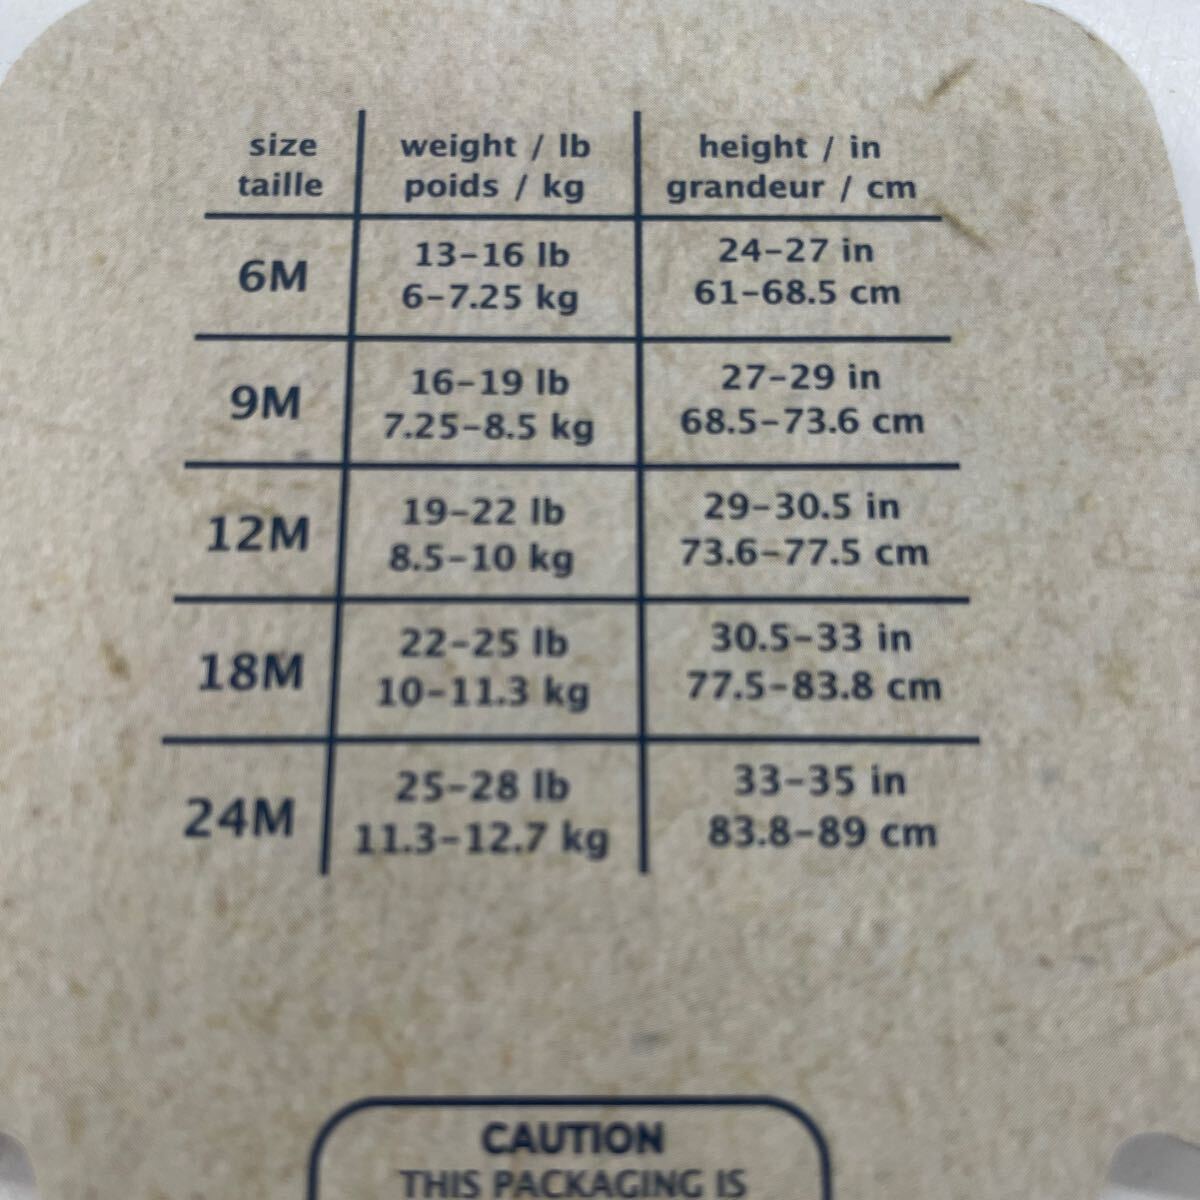 size weight / lb height / in
taille poids / kg grandeur / cm
6M 13-16 lb 24-27 in
6-7.25 kg 61-68.5 cm
9M 16-19 lb 27-29 in
7.25-8.5 kg 68.5-73.6 cm
12M 19-22 lb 29-30.5 in
8.5-10 kg 73.6-77.5 cm
18M 22-25 lb 30.5-33 in
10-11.3 kg 77.5-83.8 cm
24M 25-28 lb 33-35 in
11.3-12.7 kg 83.8-89 cm
CAUTION
THIS PACKAGING IS